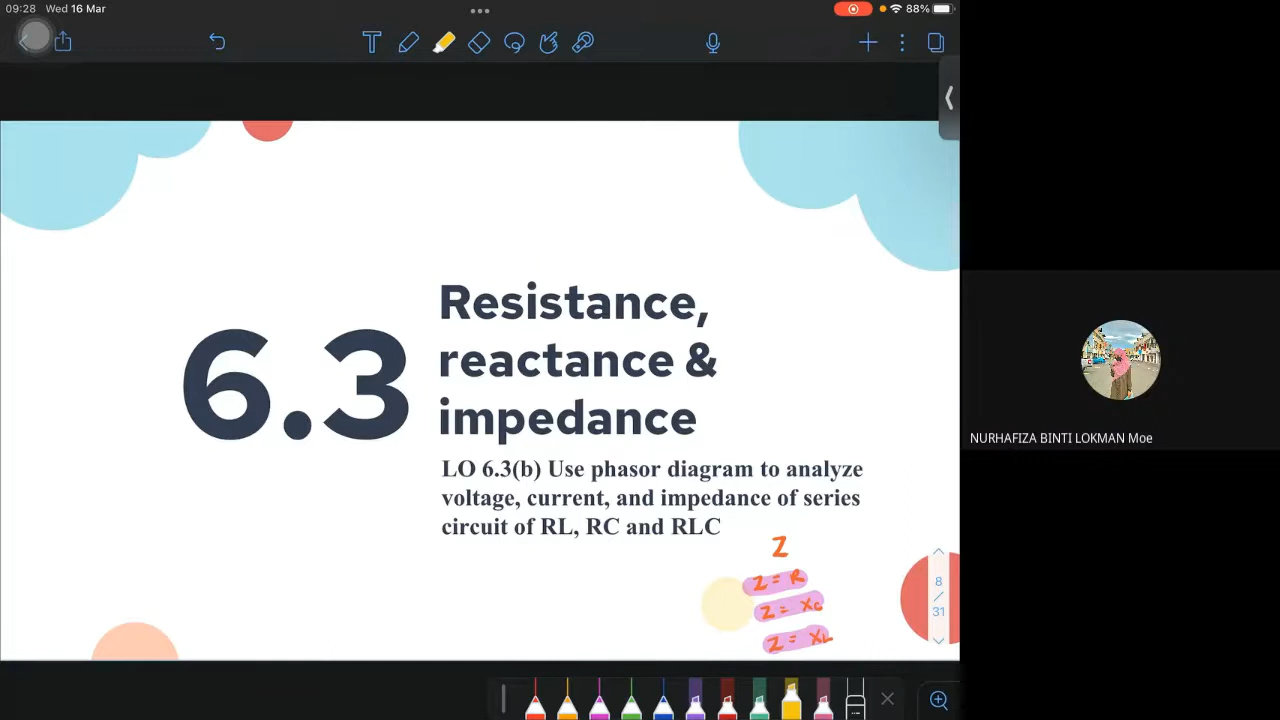 09:28 Wed 16 Mar
88%
T
6.3
Resistance,
reactance &
impedance
LO 6.3(b) Use phasor diagram to analyze
voltage, current, and impedance of series
circuit of RL, RC and RLC
Z
Z = R
Z = Xc
Z = XL
8
/
31
NURHAFIZA BINTI LOKMAN Moe